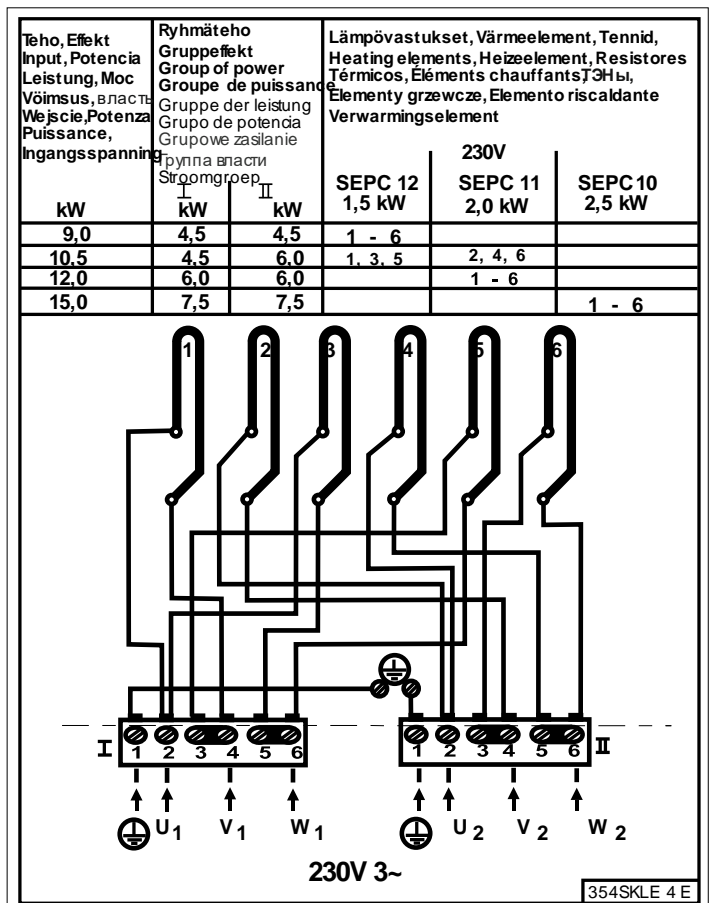 Teho, Effekt
Input, Potencia
Leistung, Moc
Vöimsus, власть
Wejscie,Potenza
Puissance,
Ingangsspanning
kW
Ryhmäteho
Gruppeffekt
Group of power
Groupe de puissance
Gruppe der leistung
Grupo de potencia
Grupowe zasilanie
Группа власти
Stroomgroep
I II
kW kW
Lämpövastukset, Värmeelement, Tennid,
Heating elements, Heizeelement, Resistores
Térmicos, Éléments chauffants,ТЭНы,
Elementy grzewcze, Elemento riscaldante
Verwarmingselement
230V
SEPC 12 SEPC 11 SEPC10
1,5 kW 2,0 kW 2,5 kW
9,0 4,5 4,5 1 - 6
10,5 4,5 6,0 1, 3, 5 2, 4, 6
12,0 6,0 6,0 1 - 6
15,0 7,5 7,5 1 - 6
1 2 3 4 5 6
I 1 2 3 4 5 6 1 2 3 4 5 6 II
U1 V1 W1 U2 V2 W2
230V 3~
354SKLE 4 E